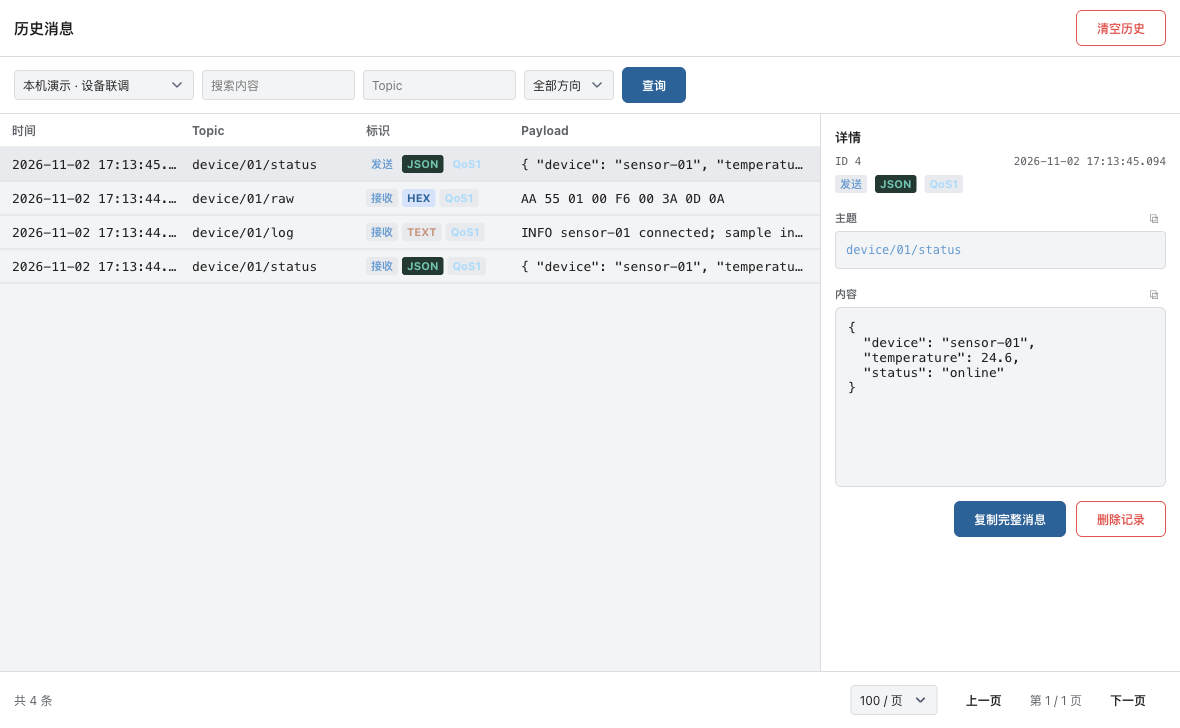 历史消息
清空历史
本机演示 · 设备联调
搜索内容
Topic
全部方向
查询
时间 Topic 标识 Payload
2026-11-02 17:13:45.… device/01/status 发送 JSON QoS1 { "device": "sensor-01", "temperatu…
2026-11-02 17:13:44.… device/01/raw 接收 HEX QoS1 AA 55 01 00 F6 00 3A 0D 0A
2026-11-02 17:13:44.… device/01/log 接收 TEXT QoS1 INFO sensor-01 connected; sample in…
2026-11-02 17:13:44.… device/01/status 接收 JSON QoS1 { "device": "sensor-01", "temperatu…
详情
ID 4 2026-11-02 17:13:45.094
发送 JSON QoS1
主题
device/01/status
内容
{
"device": "sensor-01",
"temperature": 24.6,
"status": "online"
}
复制完整消息
删除记录
共 4 条
100 / 页
上一页
第 1 / 1 页
下一页